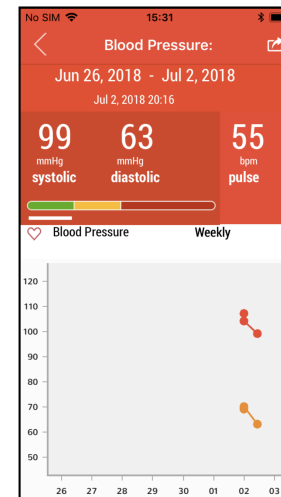 No SIM 15:31
Blood Pressure:
Jun 26, 2018 - Jul 2, 2018
Jul 2, 2018 20:16
99 63 55
mmHg mmHg bpm
systolic diastolic pulse
Blood Pressure Weekly
120
110
100
90
80
70
60
50
26 27 28 29 30 01 02 03